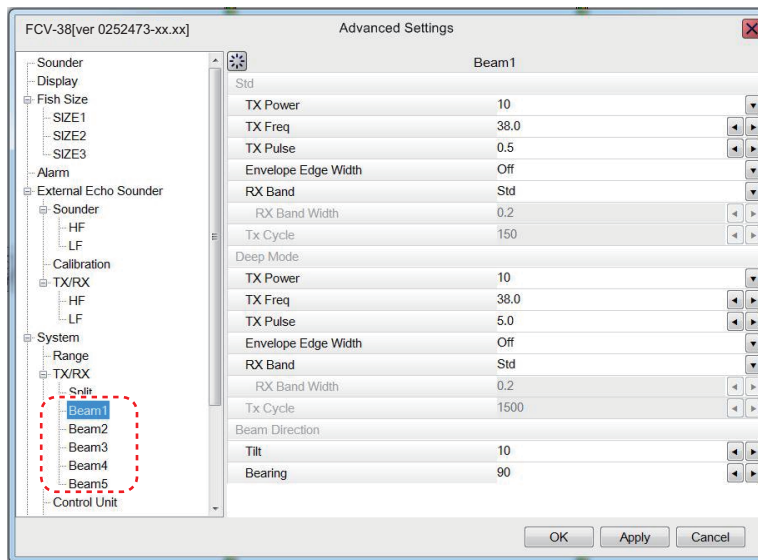 FCV-38[ver 0252473-xx.xx]
Advanced Settings
Sounder
Display
Fish Size
SIZE1
SIZE2
SIZE3
Alarm
External Echo Sounder
Sounder
HF
LF
Calibration
TX/RX
HF
LF
System
Range
TX/RX
Split
Beam1
Beam2
Beam3
Beam4
Beam5
Control Unit
Beam1
Std
TX Power 10
TX Freq 38.0
TX Pulse 0.5
Envelope Edge Width Off
RX Band Std
RX Band Width 0.2
Tx Cycle 150
Deep Mode
TX Power 10
TX Freq 38.0
TX Pulse 5.0
Envelope Edge Width Off
RX Band Std
RX Band Width 0.2
Tx Cycle 1500
Beam Direction
Tilt 10
Bearing 90
OK Apply Cancel